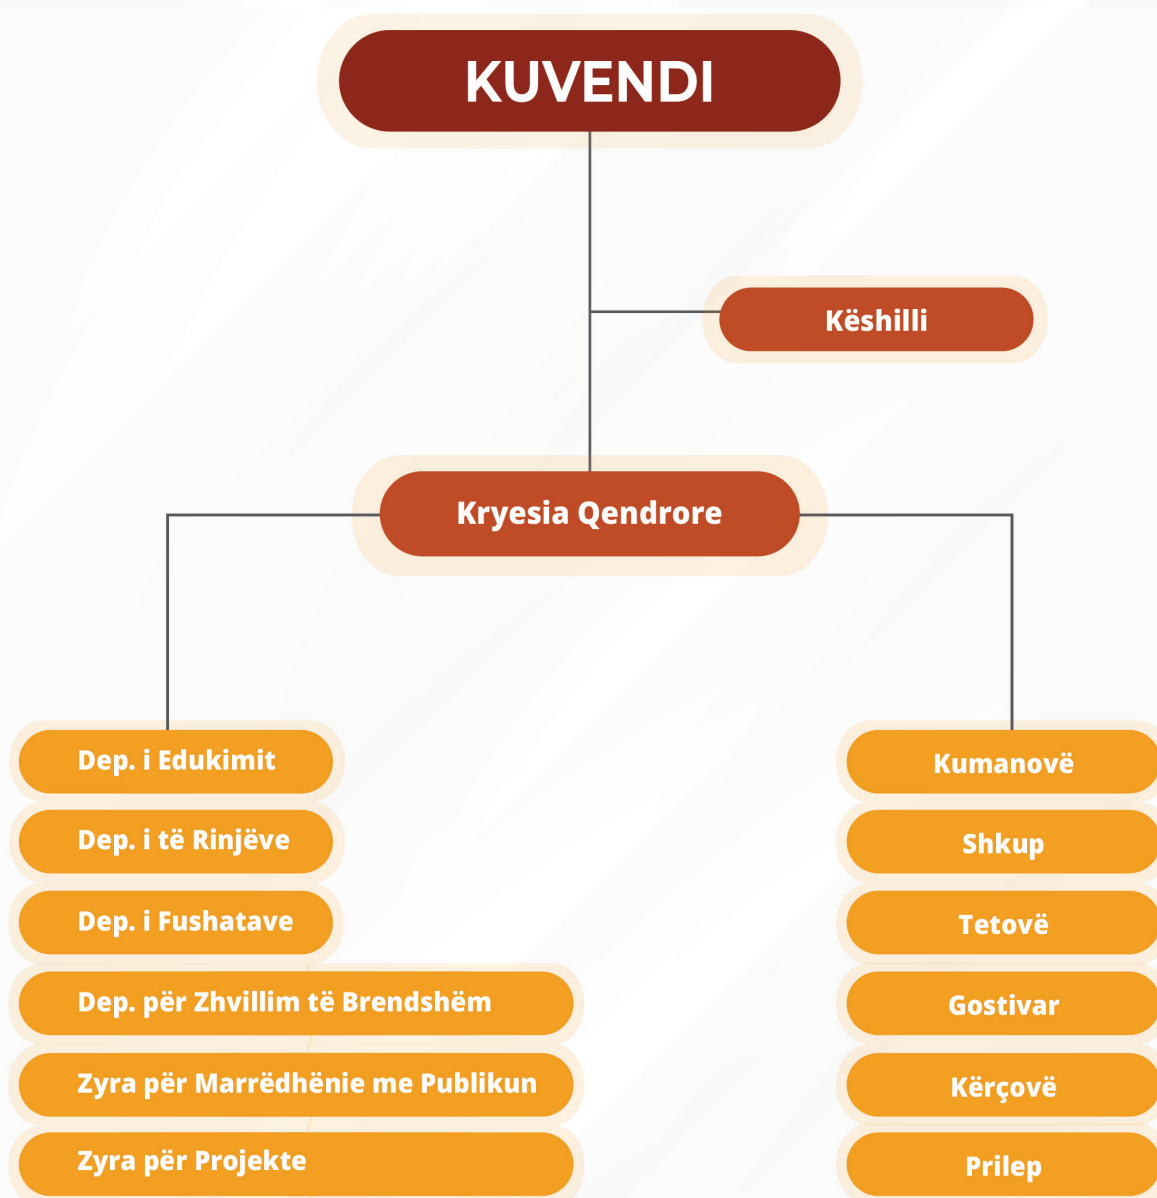 KUVENDI
Këshilli
Kryesia Qendrore
Dep. i Edukimit
Dep. i të Rinjëve
Dep. i Fushatave
Dep. për Zhvillim të Brendshëm
Zyra për Marrëdhënie me Publikun
Zyra për Projekte
Kumanovë
Shkup
Tetovë
Gostivar
Kërçovë
Prilep